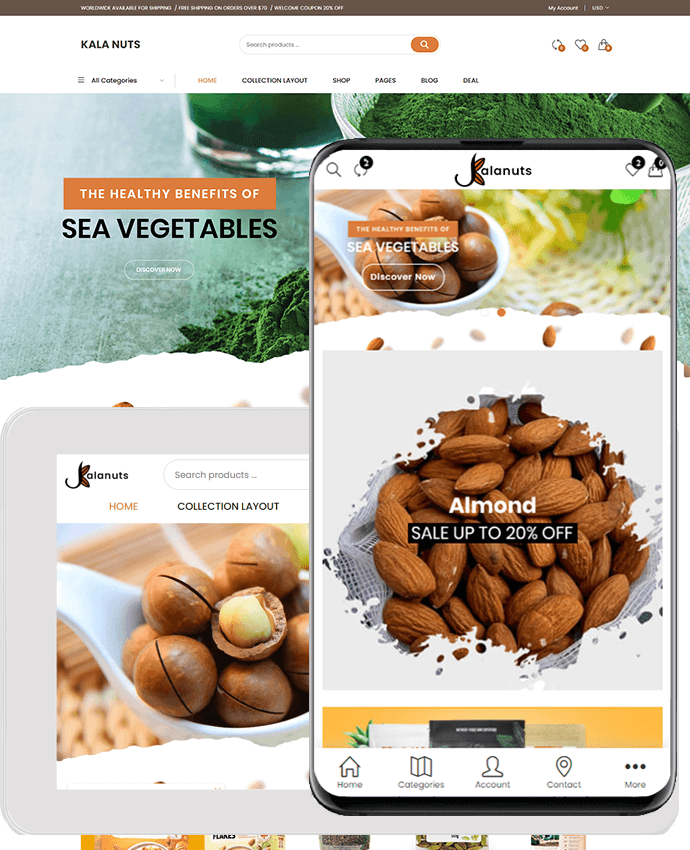 WORLDWIDE AVAILABLE FOR SHIPPING / FREE SHIPPING ON ORDERS OVER $70 / WELCOME COUPON 20% OFF
My Account | USD
KALA NUTS
Search products ...
0
0
0
All Categories
HOME
COLLECTION LAYOUT
SHOP
PAGES
BLOG
DEAL
THE HEALTHY BENEFITS OF
SEA VEGETABLES
DISCOVER NOW
2
Kalanuts
2
0
THE HEALTHY BENEFITS OF
SEA VEGETABLES
Discover Now
Almond
SALE UP TO 20% OFF
Home
Categories
Account
Contact
More
Kalanuts
Search products ...
HOME
COLLECTION LAYOUT
FLAKES